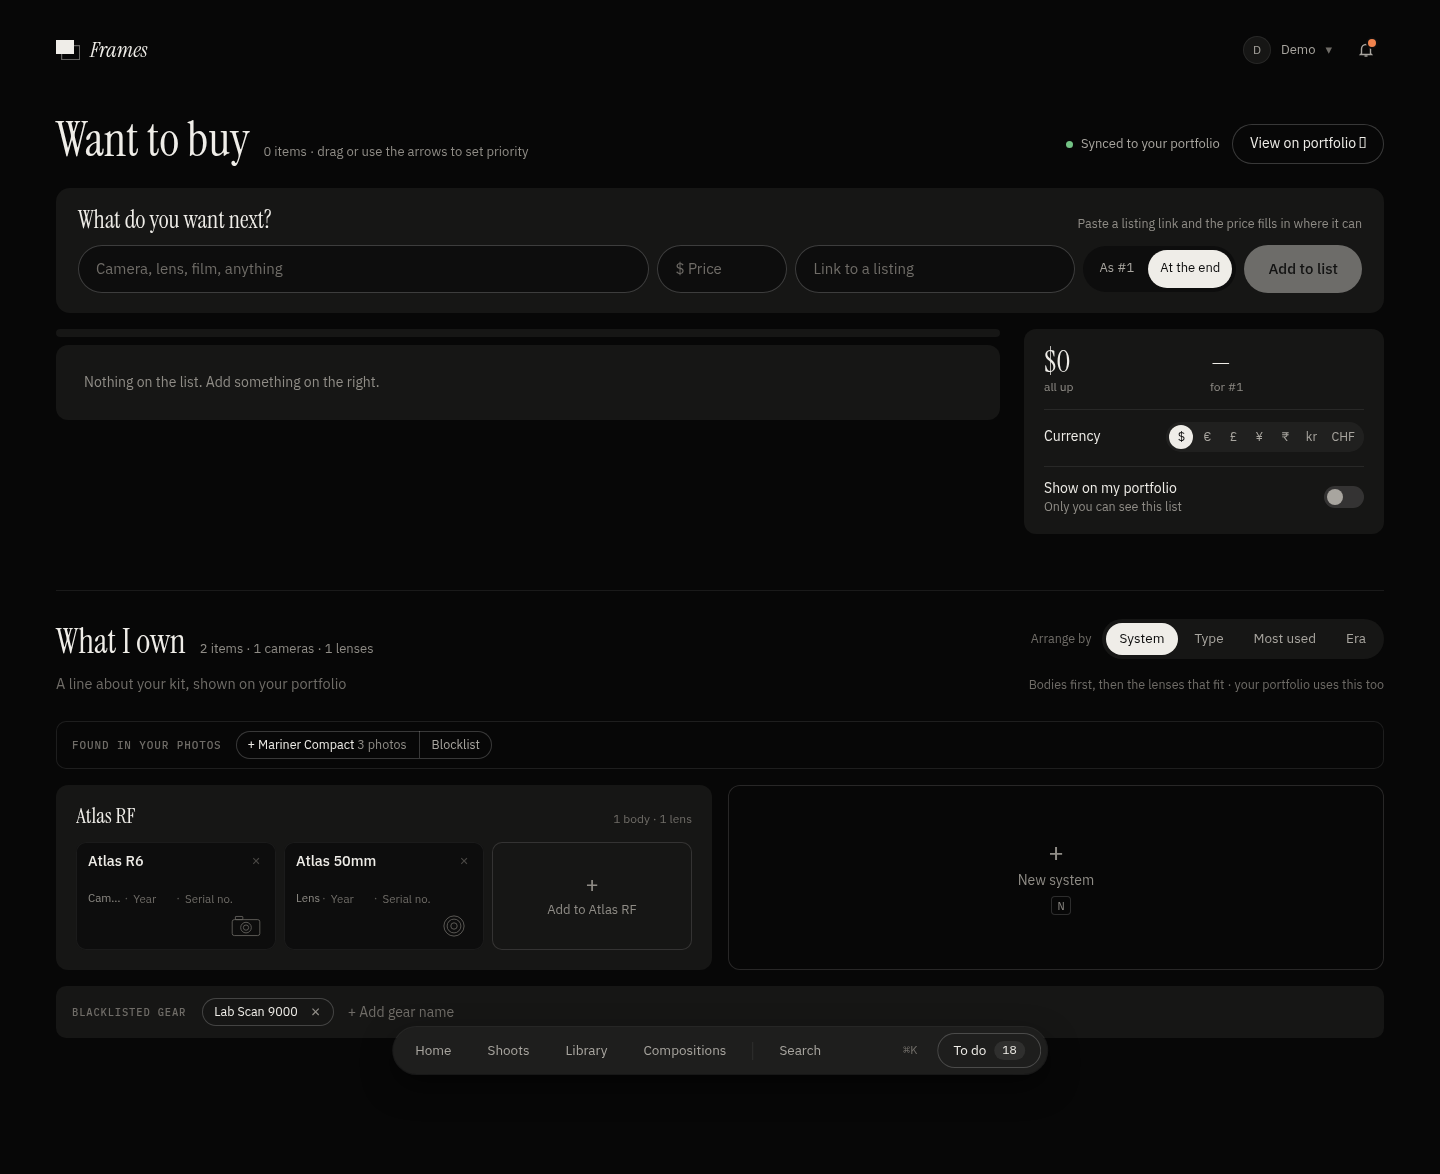 Frames
D Demo ▾
Want to buy
0 items · drag or use the arrows to set priority
Synced to your portfolio
View on portfolio
What do you want next?
Paste a listing link and the price fills in where it can
Camera, lens, film, anything
$ Price
Link to a listing
As #1
At the end
Add to list
Nothing on the list. Add something on the right.
$0
all up
—
for #1
Currency
$ € £ ¥ ₹ kr CHF
Show on my portfolio
Only you can see this list
What I own
2 items · 1 cameras · 1 lenses
Arrange by
System
Type
Most used
Era
A line about your kit, shown on your portfolio
Bodies first, then the lenses that fit · your portfolio uses this too
FOUND IN YOUR PHOTOS
+ Mariner Compact 3 photos
Blocklist
Atlas RF
1 body · 1 lens
Atlas R6 ×
Cam... · Year · Serial no.
Atlas 50mm ×
Lens · Year · Serial no.
+
Add to Atlas RF
+
New system
N
BLACKLISTED GEAR
Lab Scan 9000 ×
+ Add gear name
Home
Shoots
Library
Compositions
Search
⌘K
To do 18